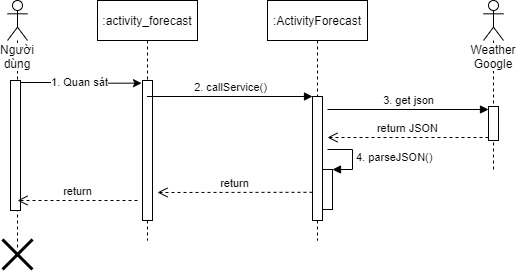 :activity_forecast
:ActivityForecast
Người
dùng
Weather
Google
1. Quan sát
2. callService()
3. get json
return JSON
4. parseJSON()
return
return